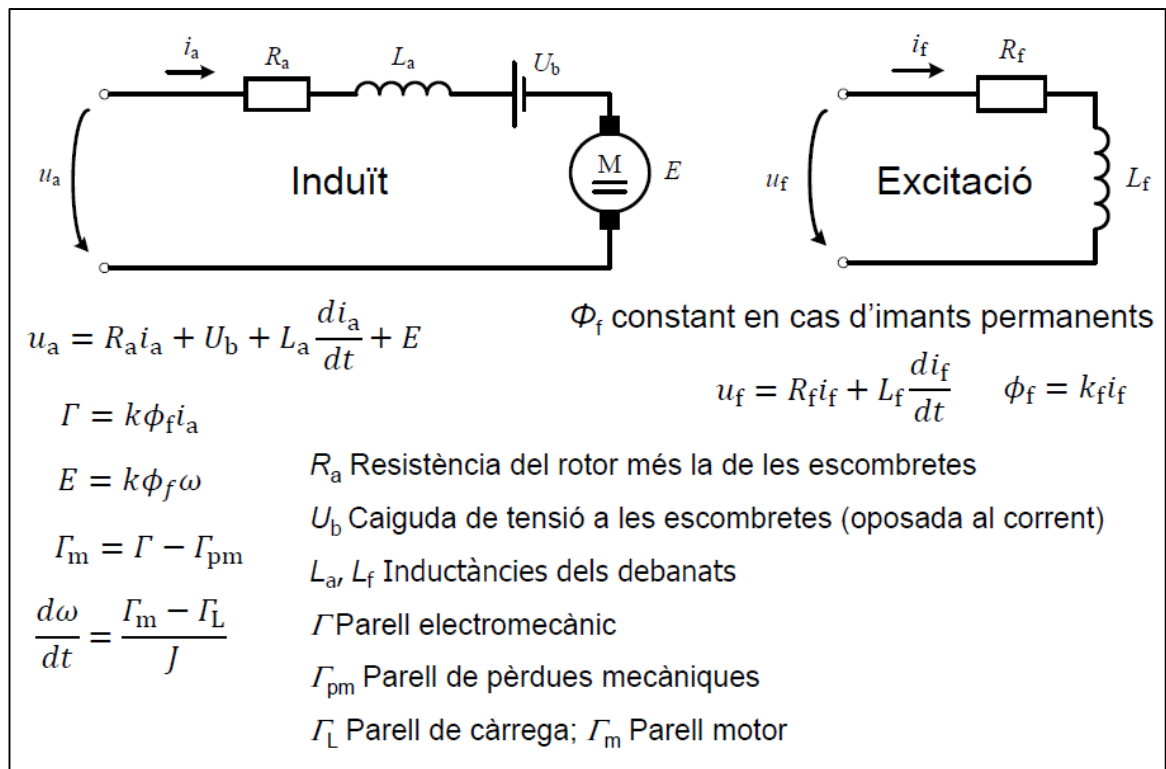 i_a R_a L_a U_b
u_a Induït M E
i_f R_f
u_f Excitació L_f
u_a = R_a i_a + U_b + L_a di_a/dt + E
Φ_f constant en cas d'imants permanents
u_f = R_f i_f + L_f di_f/dt ϕ_f = k_f i_f
Γ = kϕ_f i_a
E = kϕ_f ω
Γ_m = Γ − Γ_pm
dω/dt = (Γ_m − Γ_L)/J
R_a Resistència del rotor més la de les escombretes
U_b Caiguda de tensió a les escombretes (oposada al corrent)
L_a, L_f Inductàncies dels debanats
Γ Parell electromecànic
Γ_pm Parell de pèrdues mecàniques
Γ_L Parell de càrrega; Γ_m Parell motor